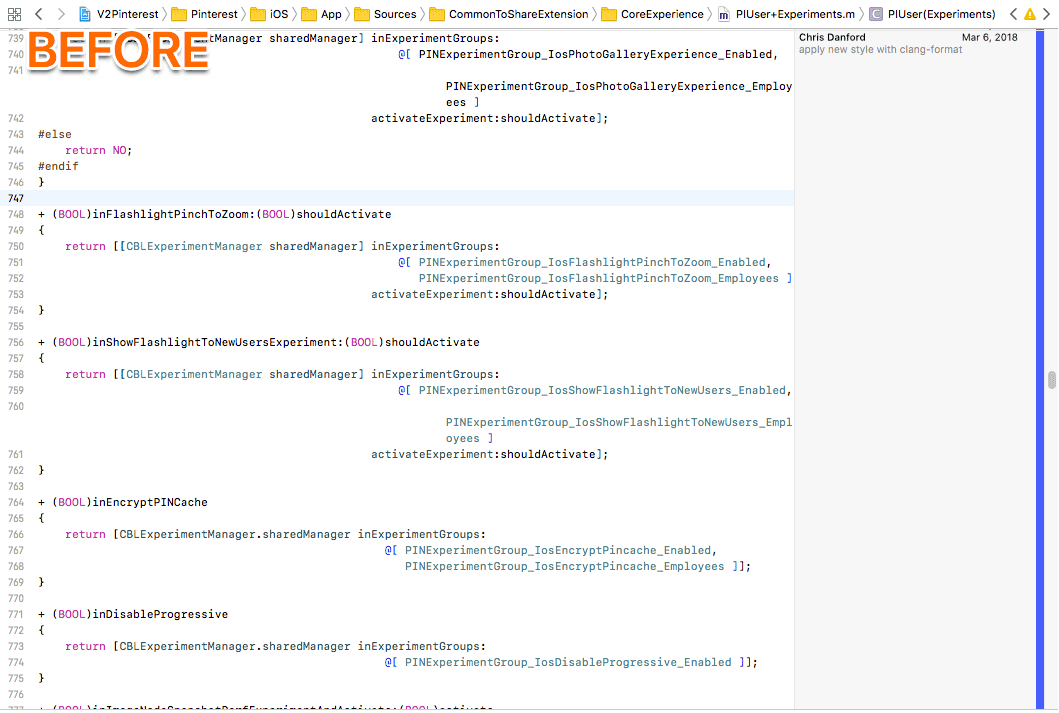 V2Pinterest Pinterest iOS App Sources CommonToShareExtension CoreExperience m PIUser+Experiments.m C PIUser(Experiments)
BEFORE
739 Manager sharedManager] inExperimentGroups:
Chris Danford Mar 6, 2018
apply new style with clang-format
740 @[ PINExperimentGroup_IosPhotoGalleryExperience_Enabled,
741
PINExperimentGroup_IosPhotoGalleryExperience_Employ
ees ]
742 activateExperiment:shouldActivate];
743 #else
744 return NO;
745 #endif
746 }
747
748 + (BOOL)inFlashlightPinchToZoom:(BOOL)shouldActivate
749 {
750 return [[CBLExperimentManager sharedManager] inExperimentGroups:
751 @[ PINExperimentGroup_IosFlashlightPinchToZoom_Enabled,
752 PINExperimentGroup_IosFlashlightPinchToZoom_Employees ]
753 activateExperiment:shouldActivate];
754 }
755
756 + (BOOL)inShowFlashlightToNewUsersExperiment:(BOOL)shouldActivate
757 {
758 return [[CBLExperimentManager sharedManager] inExperimentGroups:
759 @[ PINExperimentGroup_IosShowFlashlightToNewUsers_Enabled,
760
PINExperimentGroup_IosShowFlashlightToNewUsers_Empl
oyees ]
761 activateExperiment:shouldActivate];
762 }
763
764 + (BOOL)inEncryptPINCache
765 {
766 return [CBLExperimentManager.sharedManager inExperimentGroups:
767 @[ PINExperimentGroup_IosEncryptPincache_Enabled,
768 PINExperimentGroup_IosEncryptPincache_Employees ]];
769 }
770
771 + (BOOL)inDisableProgressive
772 {
773 return [CBLExperimentManager.sharedManager inExperimentGroups:
774 @[ PINExperimentGroup_IosDisableProgressive_Enabled ]];
775 }
776
777 + (BOOL)inImageNodeSnapshotPerfExperimentAndActivate:(BOOL)activate